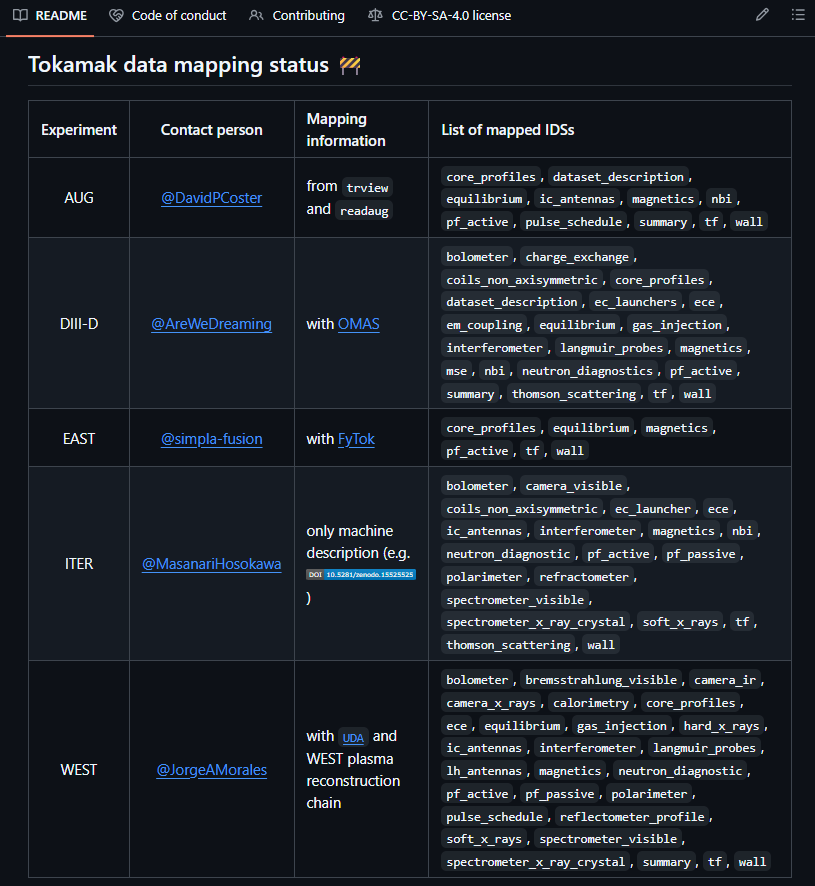 README Code of conduct Contributing CC-BY-SA-4.0 license
Tokamak data mapping status
Experiment Contact person Mapping information List of mapped IDSs
AUG
@DavidPCoster
from trview
and readaug
core_profiles, dataset_description,
equilibrium, ic_antennas, magnetics, nbi,
pf_active, pulse_schedule, summary, tf, wall
DIII-D
@AreWeDreaming
with OMAS
bolometer, charge_exchange,
coils_non_axisymmetric, core_profiles,
dataset_description, ec_launchers, ece,
em_coupling, equilibrium, gas_injection,
interferometer, langmuir_probes, magnetics,
mse, nbi, neutron_diagnostics, pf_active,
summary, thomson_scattering, tf, wall
EAST
@simpla-fusion
with FyTok
core_profiles, equilibrium, magnetics,
pf_active, tf, wall
ITER
@MasanariHosokawa
only machine
description (e.g.
DOI 10.5281/zenodo.15525525
)
bolometer, camera_visible,
coils_non_axisymmetric, ec_launcher, ece,
ic_antennas, interferometer, magnetics, nbi,
neutron_diagnostic, pf_active, pf_passive,
polarimeter, refractometer,
spectrometer_visible,
spectrometer_x_ray_crystal, soft_x_rays, tf,
thomson_scattering, wall
WEST
@JorgeAMorales
with UDA and
WEST plasma
reconstruction
chain
bolometer, bremsstrahlung_visible, camera_ir,
camera_x_rays, calorimetry, core_profiles,
ece, equilibrium, gas_injection, hard_x_rays,
ic_antennas, interferometer, langmuir_probes,
lh_antennas, magnetics, neutron_diagnostic,
pf_active, pf_passive, polarimeter,
pulse_schedule, reflectometer_profile,
soft_x_rays, spectrometer_visible,
spectrometer_x_ray_crystal, summary, tf, wall